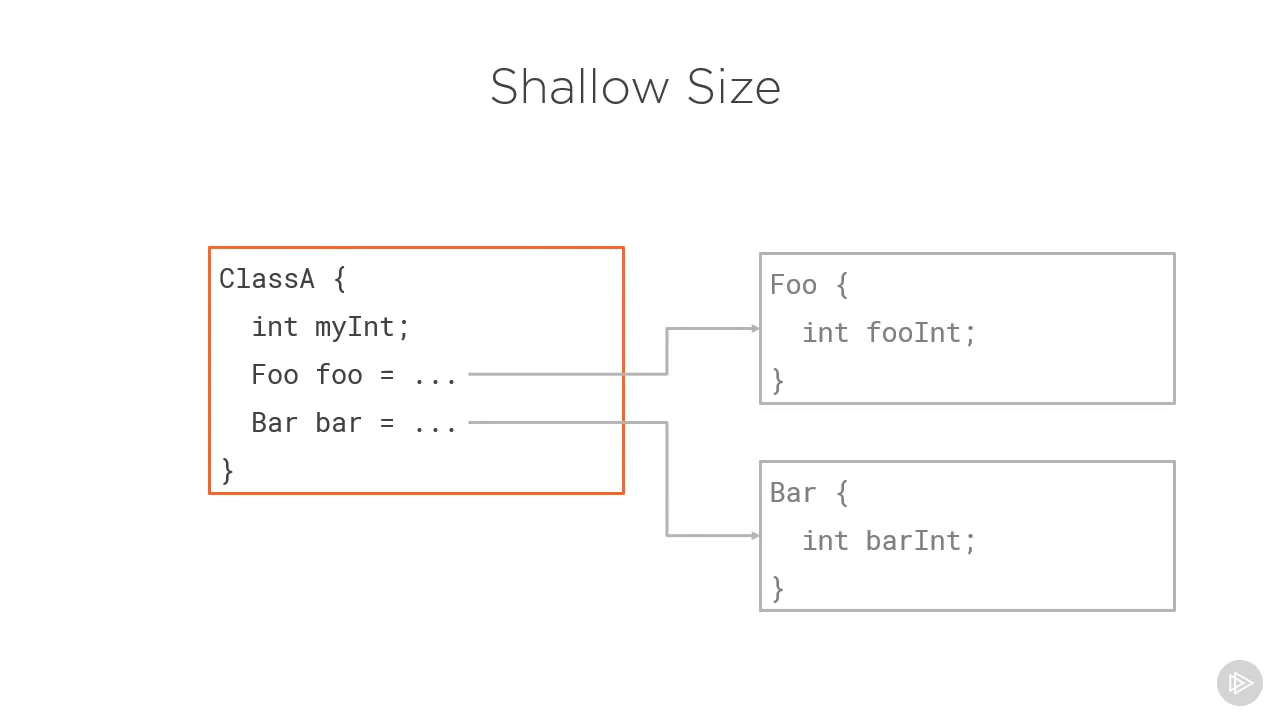 Shallow Size
ClassA {
  int myInt;
  Foo foo = ...
  Bar bar = ...
}
Foo {
  int fooInt;
}
Bar {
  int barInt;
}